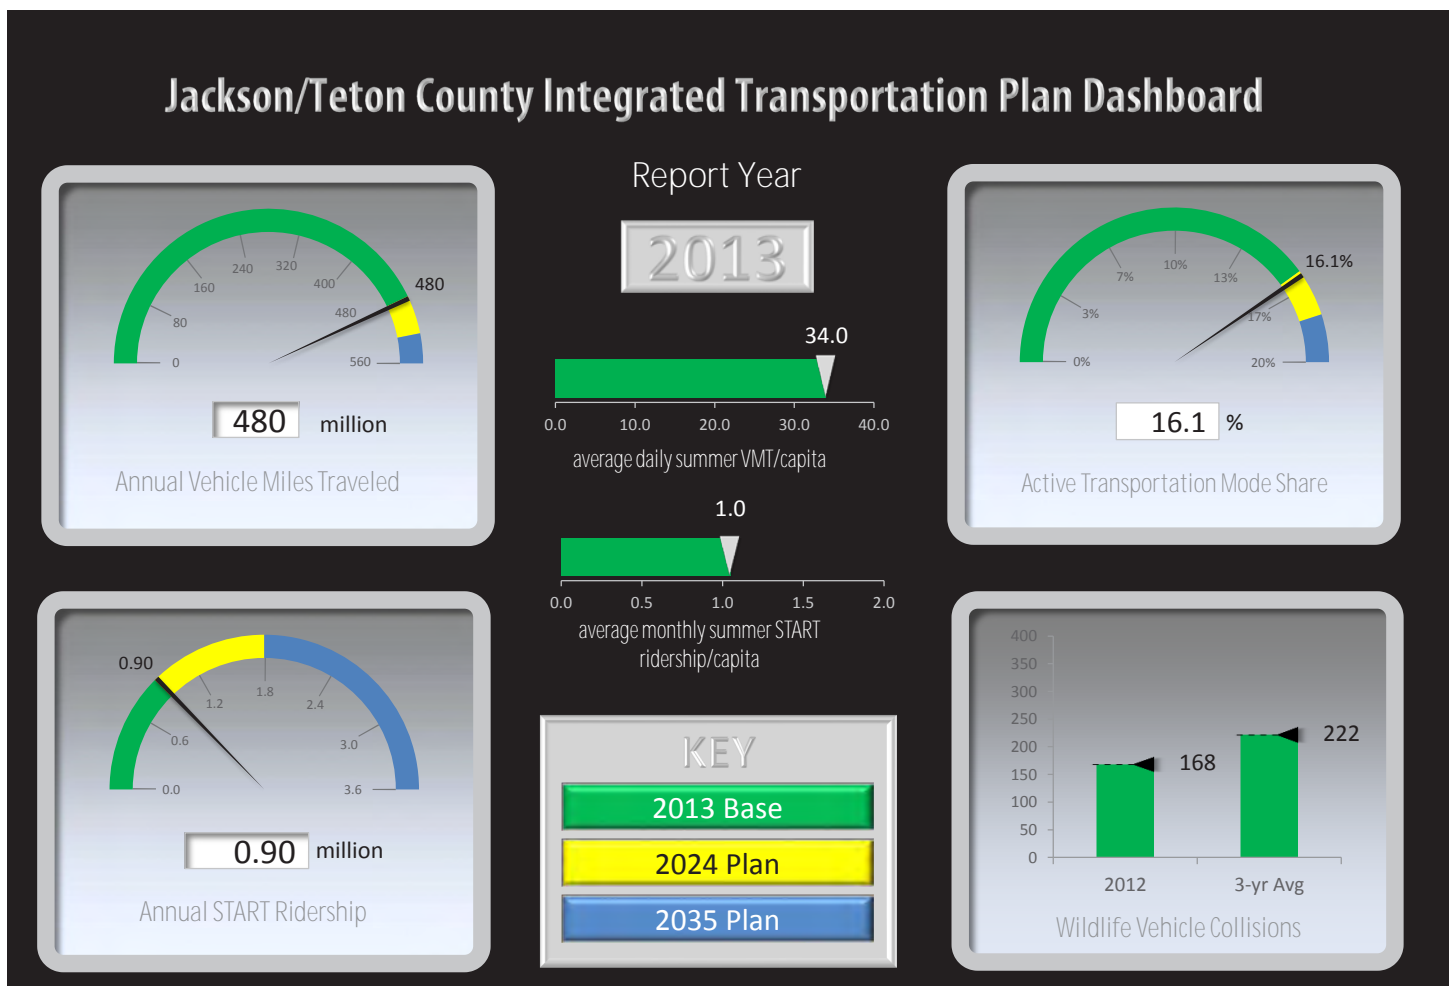 Jackson/Teton County Integrated Transportation Plan Dashboard
Report Year
2013
0
80
160
240
320
400
480
560
480
480 million
Annual Vehicle Miles Traveled
34.0
0.0 10.0 20.0 30.0 40.0
average daily summer VMT/capita
1.0
0.0 0.5 1.0 1.5 2.0
average monthly summer START
ridership/capita
0%
3%
7%
10%
13%
17%
20%
16.1%
16.1 %
Active Transportation Mode Share
0.0
0.6
1.2
1.8
2.4
3.0
3.6
0.90
0.90 million
Annual START Ridership
KEY
2013 Base
2024 Plan
2035 Plan
400
350
300
250
200
150
100
50
0
168
222
2012 3-yr Avg
Wildlife Vehicle Collisions